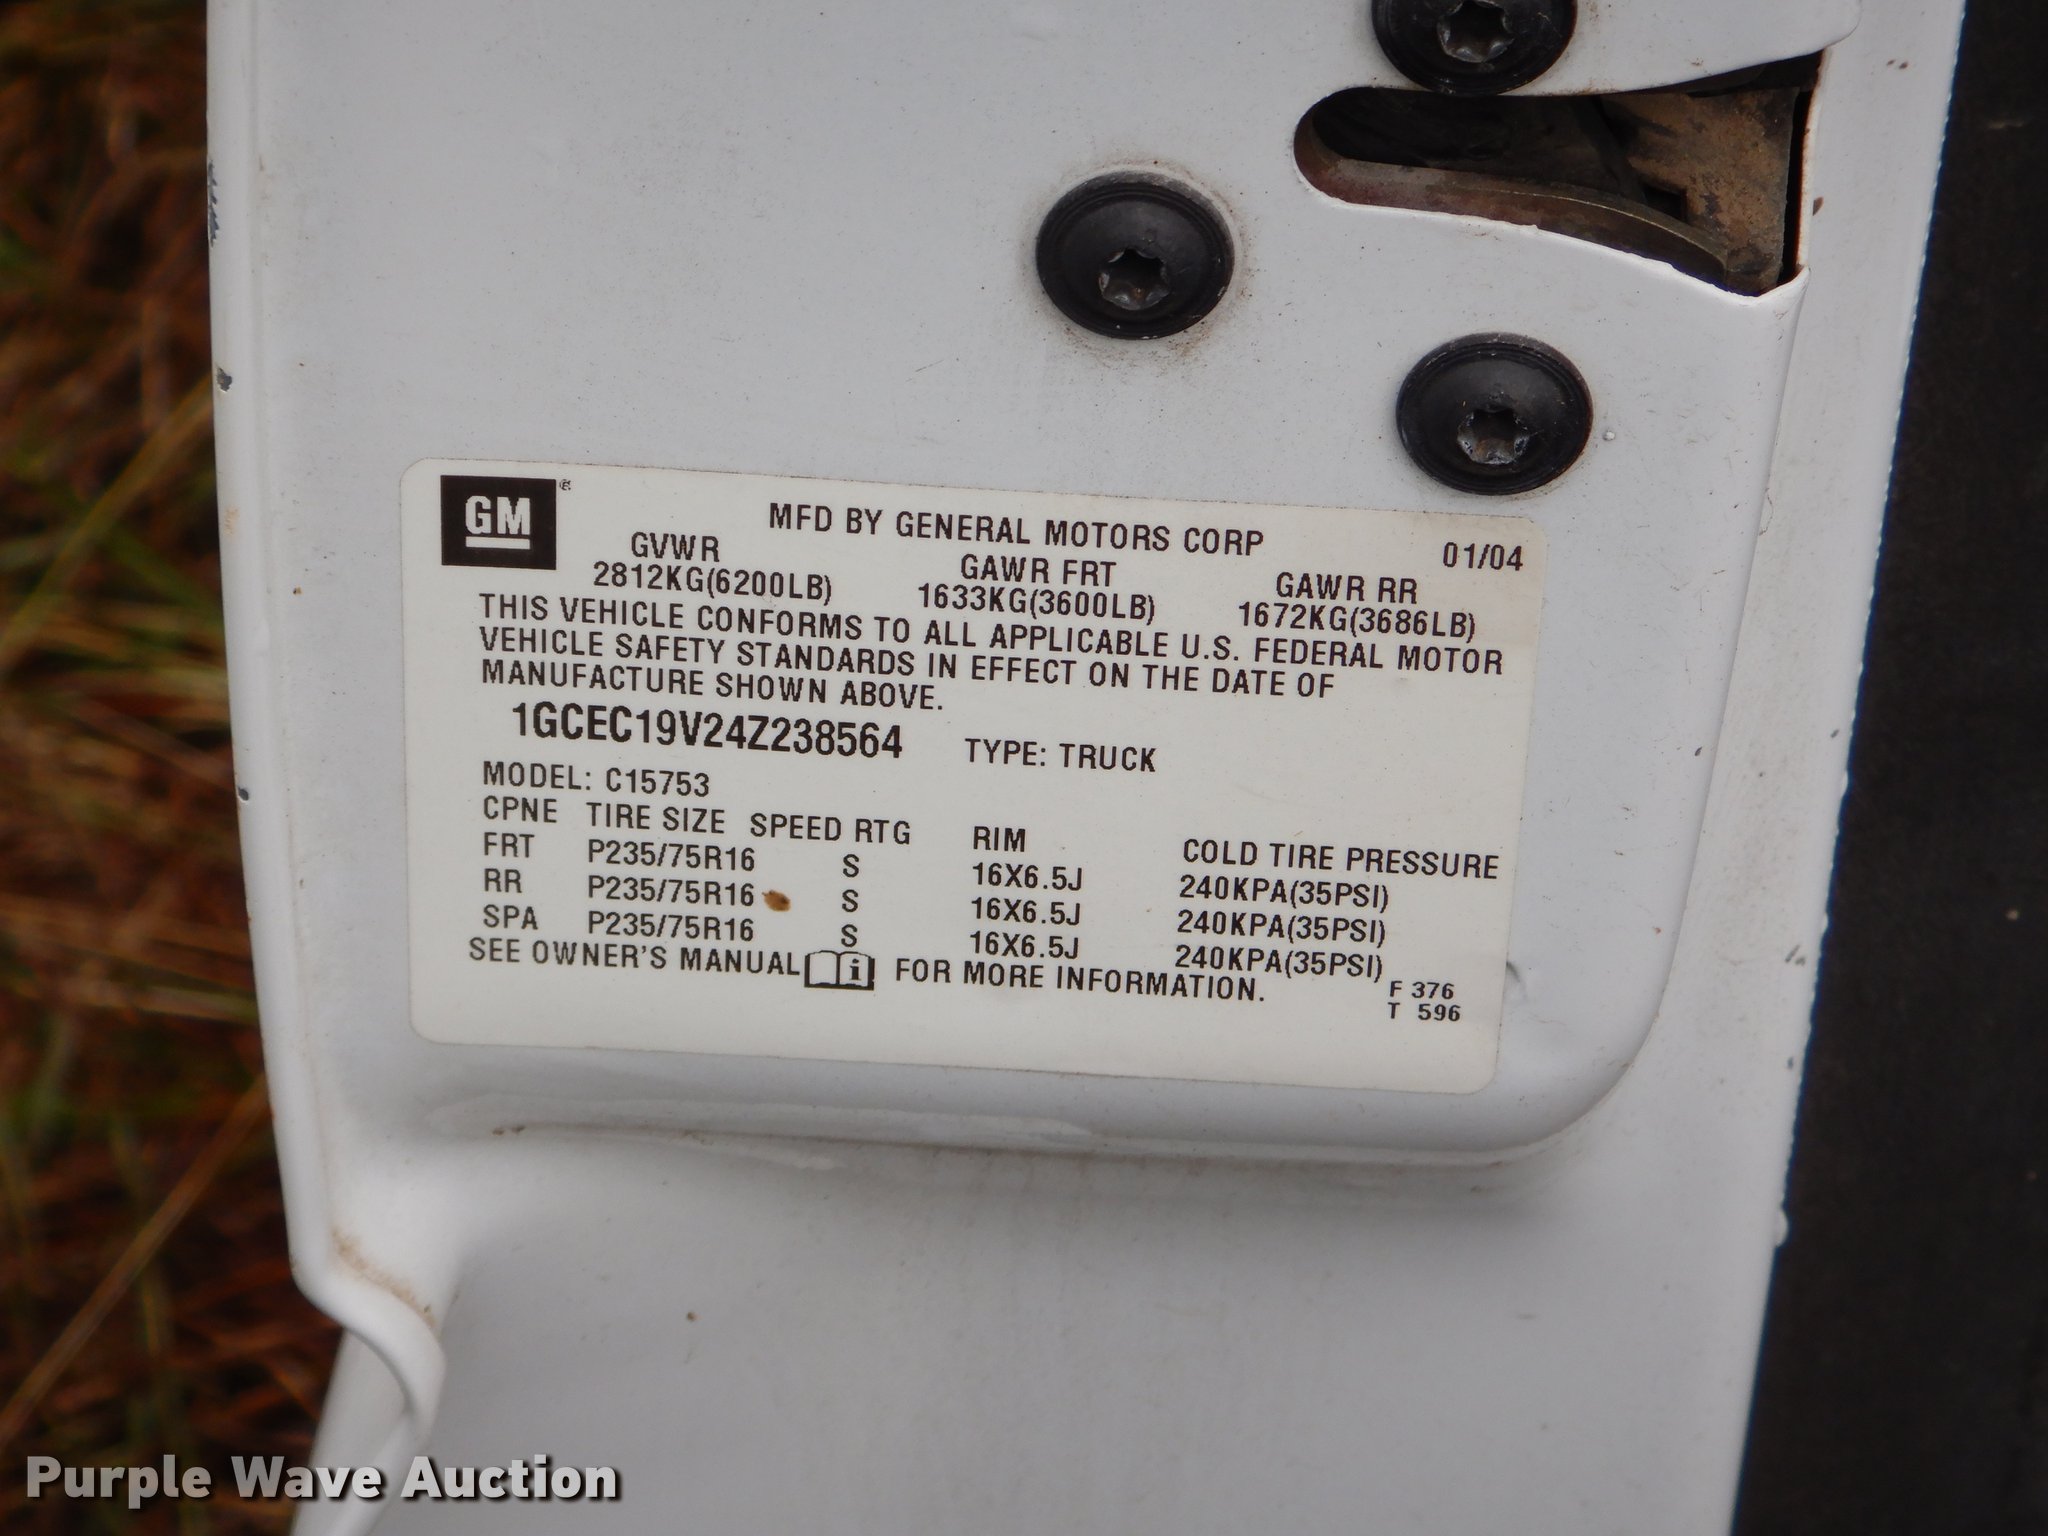 GM ®
MFD BY GENERAL MOTORS CORP 01/04
GVWR GAWR FRT GAWR RR
2812KG(6200LB) 1633KG(3600LB) 1672KG(3686LB)
THIS VEHICLE CONFORMS TO ALL APPLICABLE U.S. FEDERAL MOTOR
VEHICLE SAFETY STANDARDS IN EFFECT ON THE DATE OF
MANUFACTURE SHOWN ABOVE.
1GCEC19V24Z238564 TYPE: TRUCK
MODEL: C15753
CPNE TIRE SIZE SPEED RTG RIM COLD TIRE PRESSURE
FRT P235/75R16 S 16X6.5J 240KPA(35PSI)
RR P235/75R16 S 16X6.5J 240KPA(35PSI)
SPA P235/75R16 S 16X6.5J 240KPA(35PSI)
SEE OWNER'S MANUAL i FOR MORE INFORMATION.
F 376
T 596
Purple Wave Auction